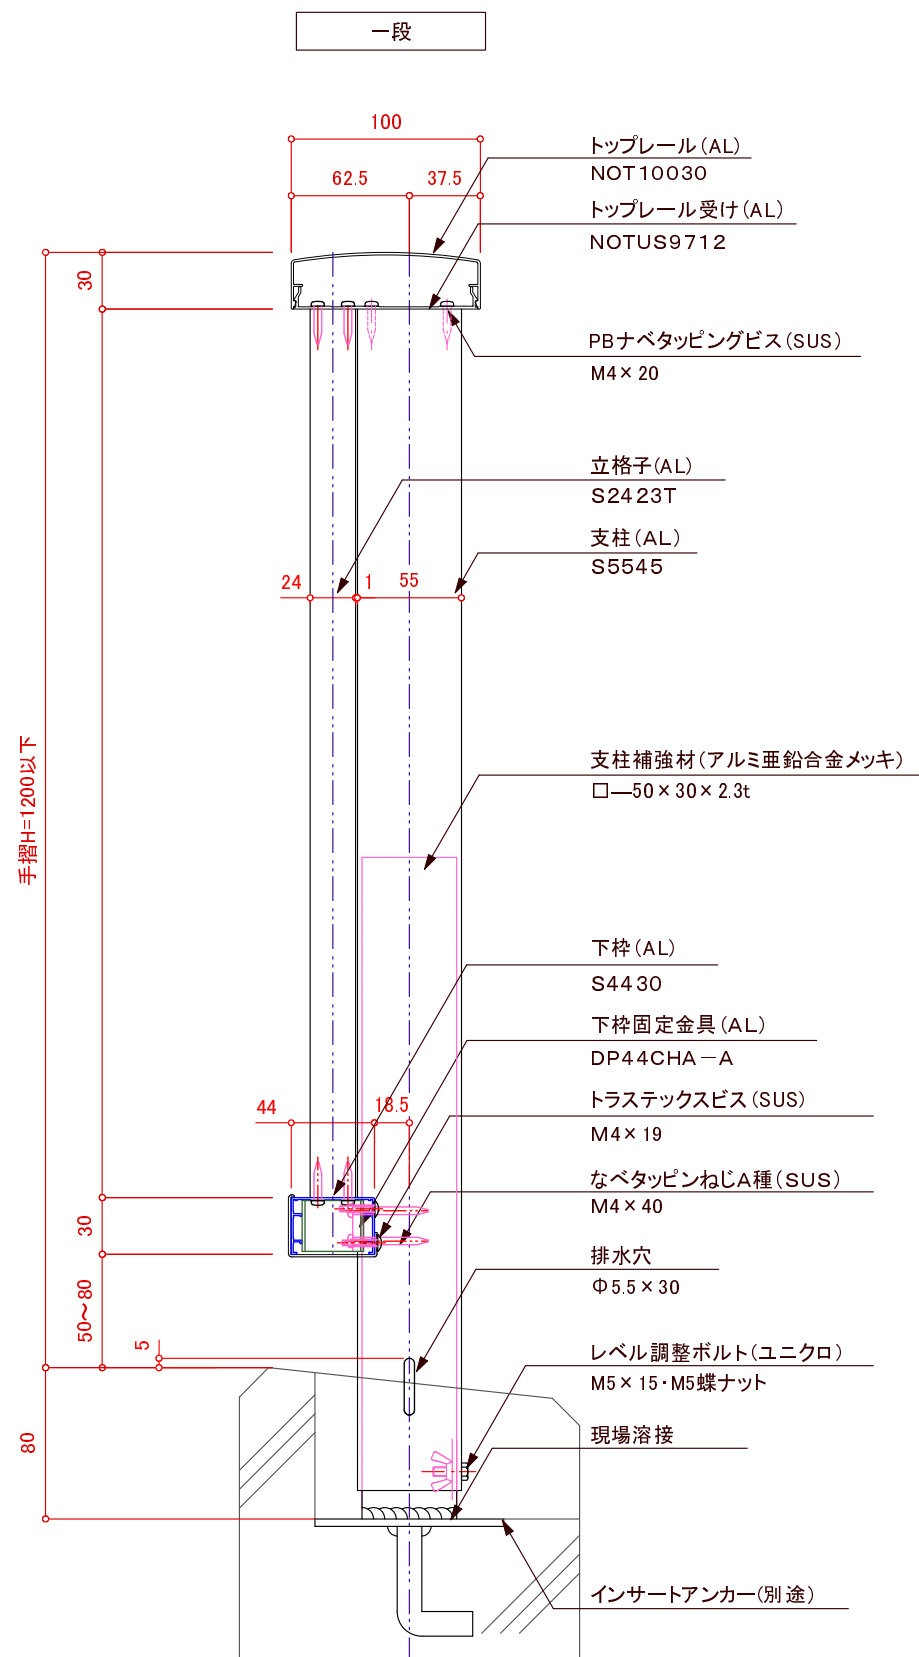 一段
100
62.5
37.5
トップレール(AL)
NOT10030
トップレール受け(AL)
NOTUS9712
30
PBナベタッピングビス(SUS)
M4×20
立格子(AL)
S2423T
支柱(AL)
S5545
24
1
55
手摺H=1200以下
支柱補強材(アルミ亜鉛合金メッキ)
□—50×30×2.3t
下枠(AL)
S4430
下枠固定金具(AL)
DP44CHA－A
44
18.5
トラステックスビス(SUS)
M4×19
なベタッピンねじA種(SUS)
M4×40
30
排水穴
Φ5.5×30
50～80
5
レベル調整ボルト(ユニクロ)
M5×15・M5蝶ナット
80
現場溶接
インサートアンカー(別途)